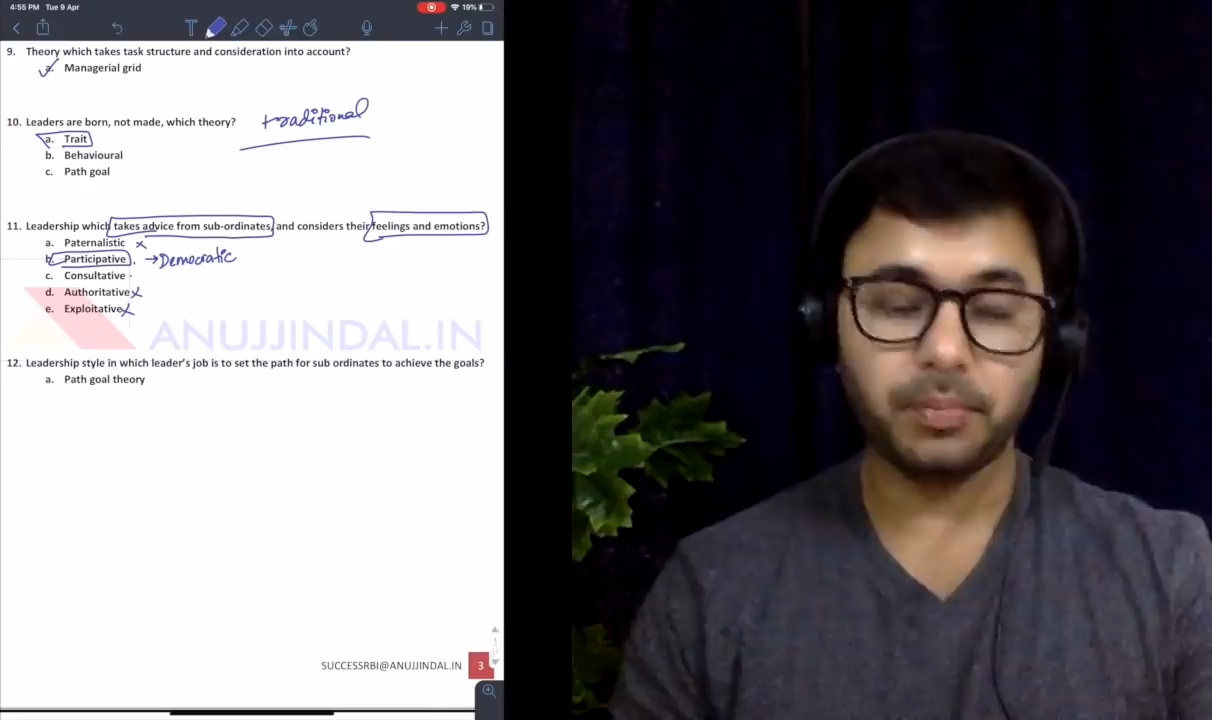 4:55 PM Tue 9 Apr
19%
T
9. Theory which takes task structure and consideration into account?
a. Managerial grid
10. Leaders are born, not made, which theory?
traditional
a. Trait
b. Behavioural
c. Path goal
11. Leadership which takes advice from sub-ordinates, and considers their feelings and emotions?
a. Paternalistic x
b. Participative. → Democratic
c. Consultative
d. Authoritative x
e. Exploitative x
ANUJJINDAL.IN
12. Leadership style in which leader's job is to set the path for sub ordinates to achieve the goals?
a. Path goal theory
SUCCESSRBI@ANUJJINDAL.IN 3